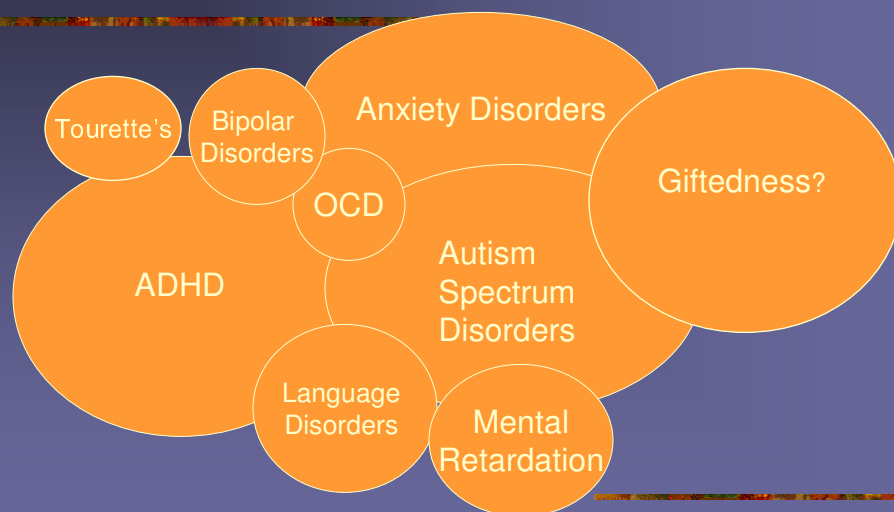 Anxiety Disorders
Tourette's
Bipolar
Disorders
Giftedness?
OCD
ADHD
Autism
Spectrum
Disorders
Language
Disorders
Mental
Retardation